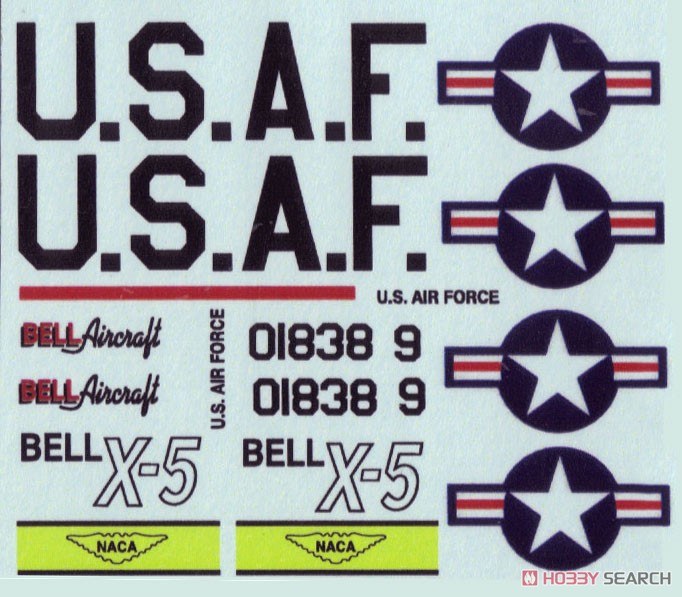 U.S.A.F.
U.S.A.F.
U.S. AIR FORCE
BELL Aircraft
U.S. AIR FORCE
01838 9
BELL Aircraft
01838 9
BELL X-5
BELL X-5
NACA
NACA
HOBBY SEARCH